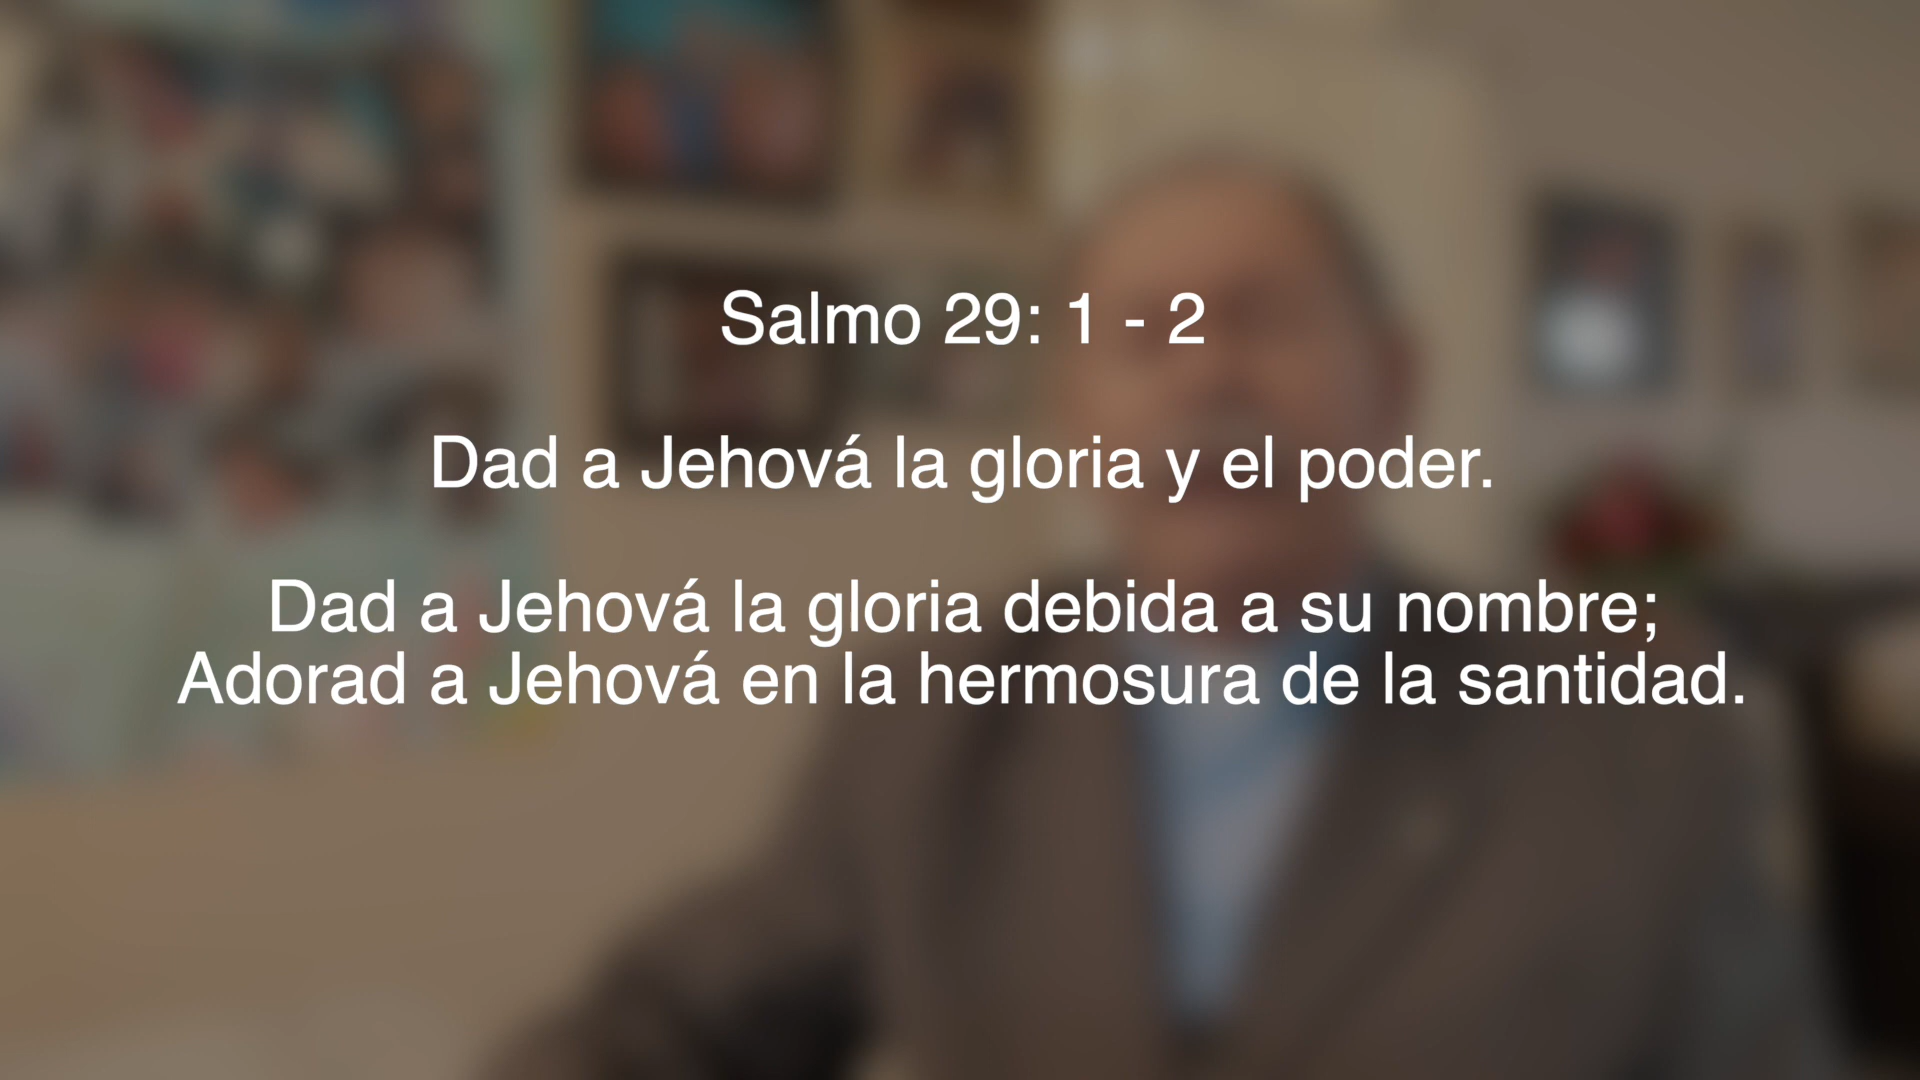 Salmo 29: 1 - 2
Dad a Jehová la gloria y el poder.
Dad a Jehová la gloria debida a su nombre;
Adorad a Jehová en la hermosura de la santidad.